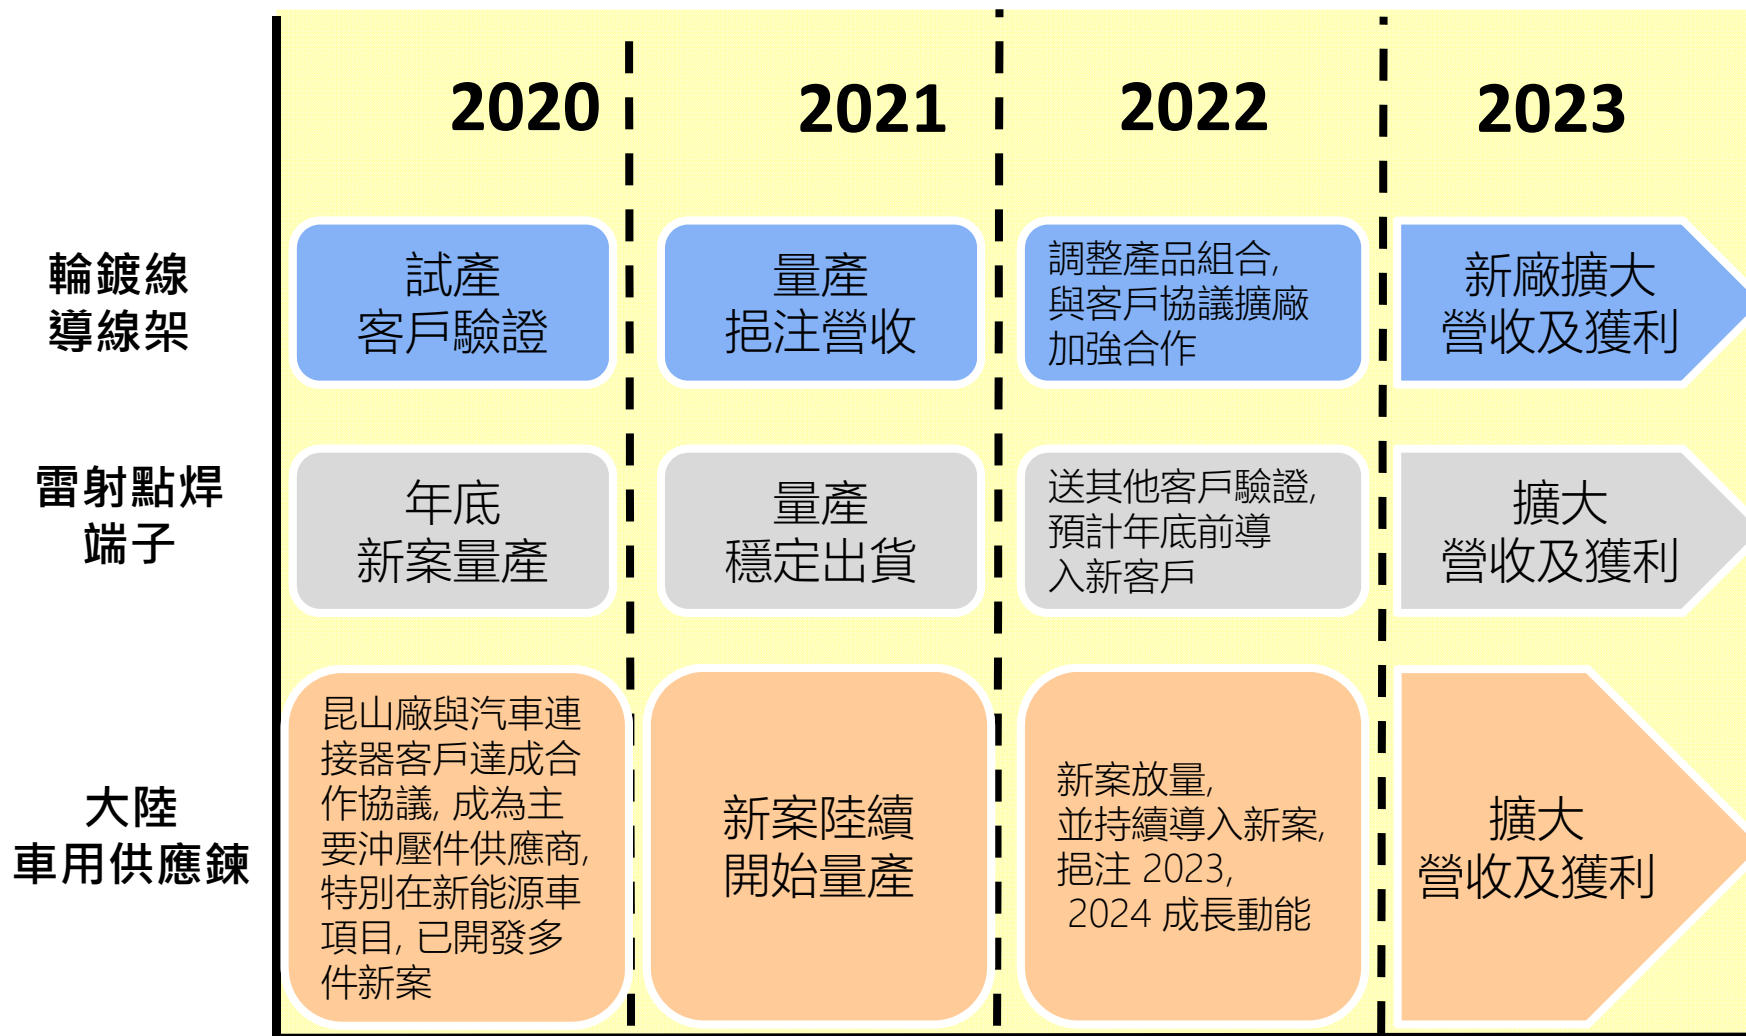 2020
2021
2022
2023
輪鍍線
導線架
試產
客戶驗證
量產
挹注營收
調整產品組合,
與客戶協議擴廠
加強合作
新廠擴大
營收及獲利
雷射點焊
端子
年底
新案量產
量產
穩定出貨
送其他客戶驗證,
預計年底前導
入新客戶
擴大
營收及獲利
大陸
車用供應鍊
昆山廠與汽車連
接器客戶達成合
作協議, 成為主
要沖壓件供應商,
特別在新能源車
項目, 已開發多
件新案
新案陸續
開始量產
新案放量,
並持續導入新案,
挹注 2023,
2024 成長動能
擴大
營收及獲利